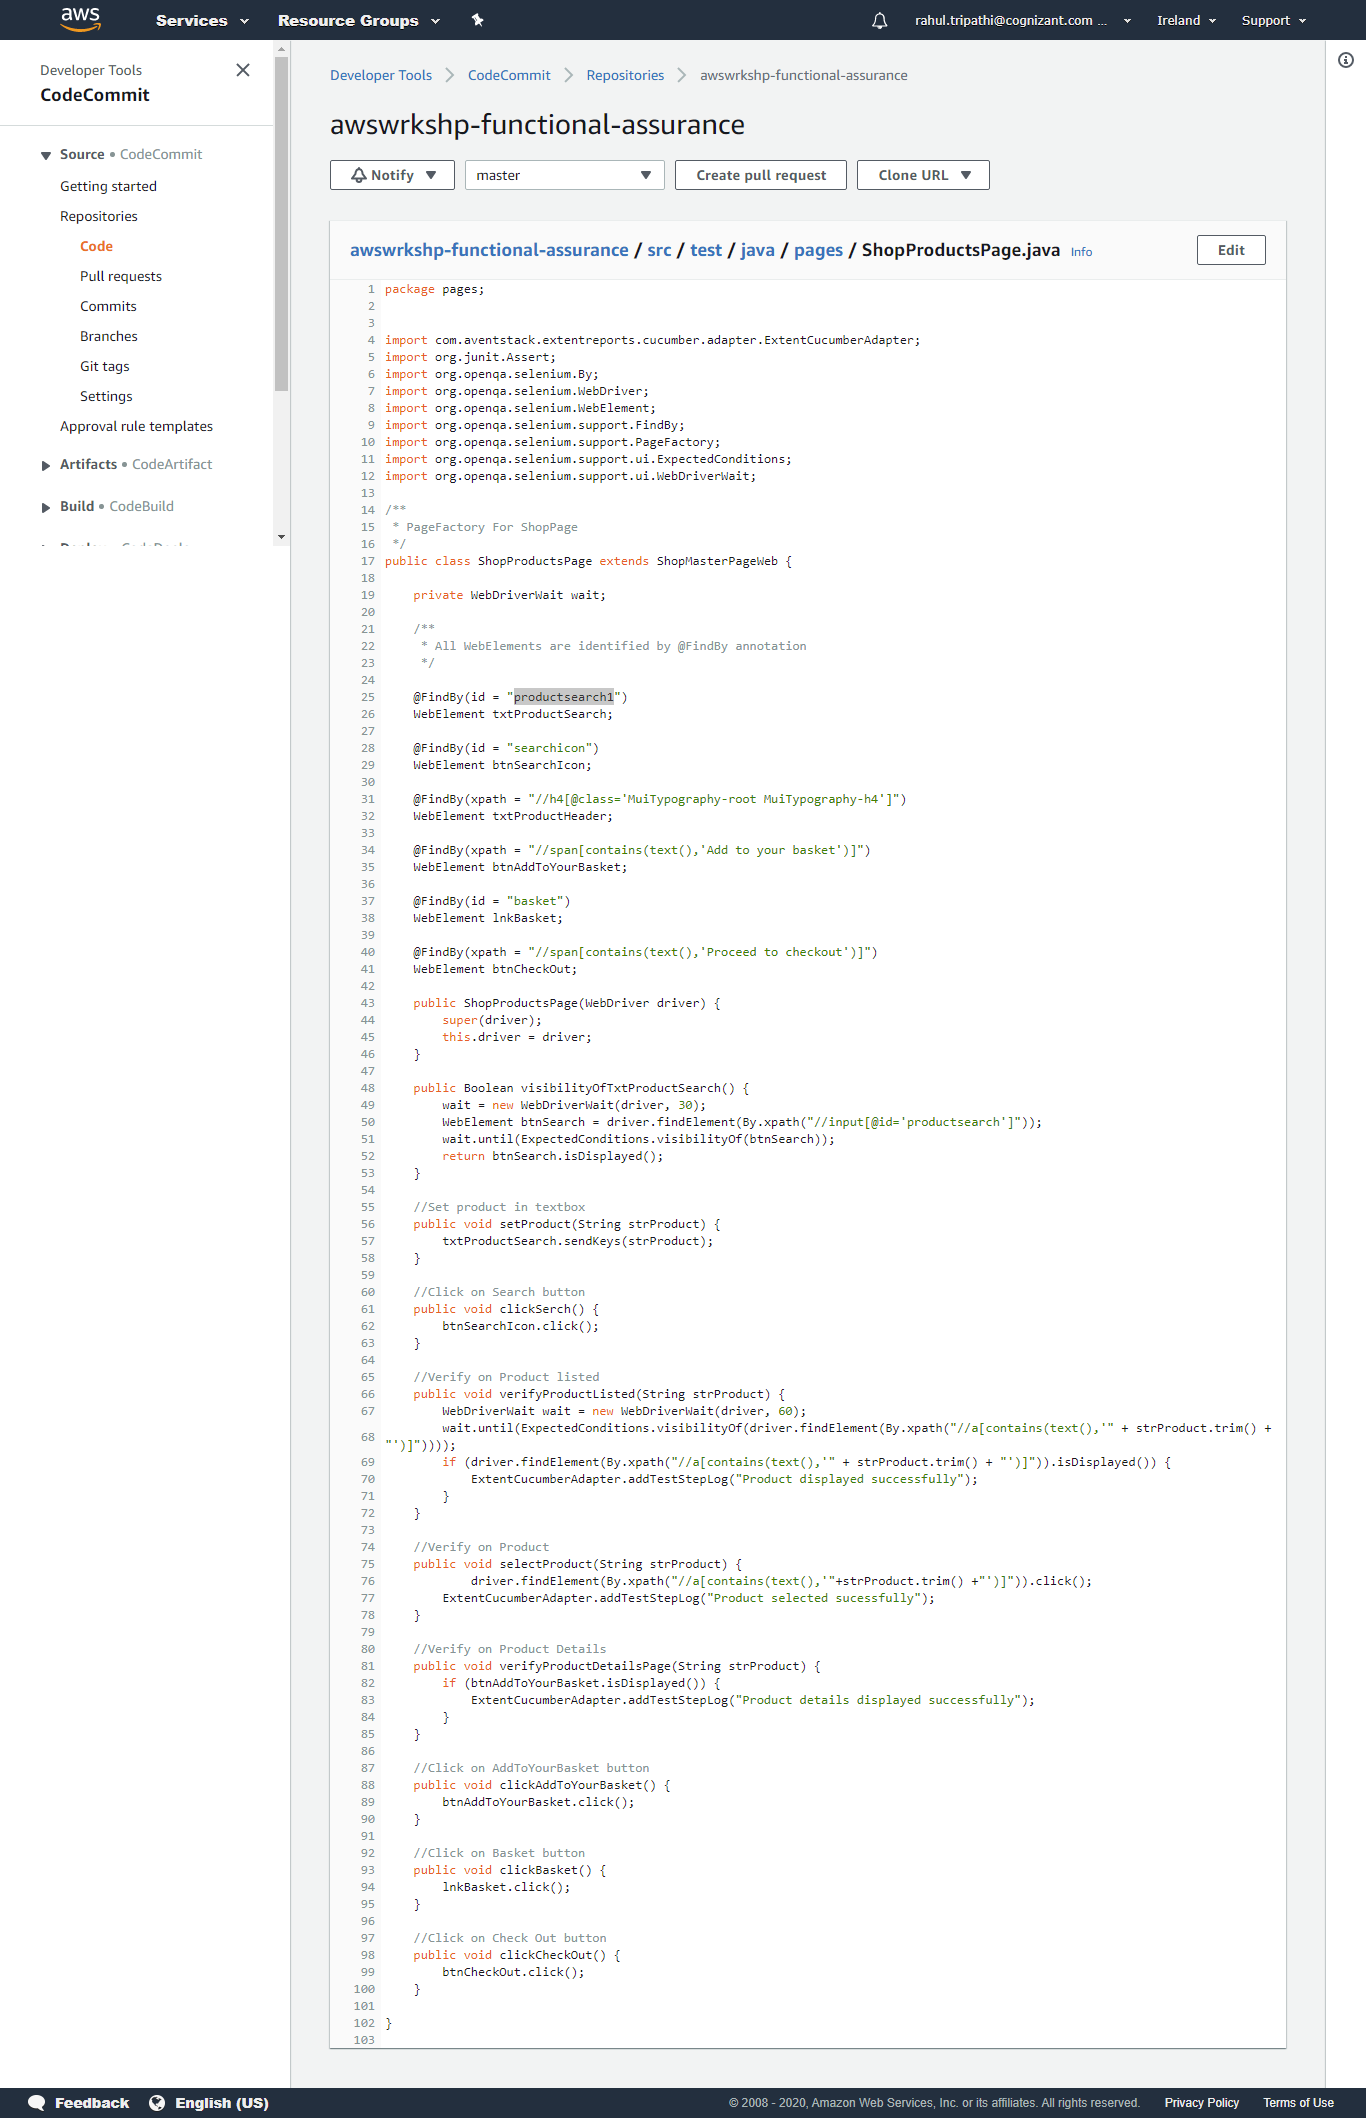 aws
Services
Resource Groups
rahul.tripathi@cognizant.com ...
Ireland
Support
Developer Tools
CodeCommit
Source • CodeCommit
Getting started
Repositories
Code
Pull requests
Commits
Branches
Git tags
Settings
Approval rule templates
Artifacts • CodeArtifact
Build • CodeBuild
Developer Tools > CodeCommit > Repositories > awswrkshp-functional-assurance
awswrkshp-functional-assurance
Notify
master
Create pull request
Clone URL
awswrkshp-functional-assurance / src / test / java / pages / ShopProductsPage.java Info
Edit
1 package pages;
2
3
4 import com.aventstack.extentreports.cucumber.adapter.ExtentCucumberAdapter;
5 import org.junit.Assert;
6 import org.openqa.selenium.By;
7 import org.openqa.selenium.WebDriver;
8 import org.openqa.selenium.WebElement;
9 import org.openqa.selenium.support.FindBy;
10 import org.openqa.selenium.support.PageFactory;
11 import org.openqa.selenium.support.ui.ExpectedConditions;
12 import org.openqa.selenium.support.ui.WebDriverWait;
13
14 /**
15  * PageFactory For ShopPage
16  */
17 public class ShopProductsPage extends ShopMasterPageWeb {
18
19     private WebDriverWait wait;
20
21     /**
22      * All WebElements are identified by @FindBy annotation
23      */
24
25     @FindBy(id = "productsearch1")
26     WebElement txtProductSearch;
27
28     @FindBy(id = "searchicon")
29     WebElement btnSearchIcon;
30
31     @FindBy(xpath = "//h4[@class='MuiTypography-root MuiTypography-h4']")
32     WebElement txtProductHeader;
33
34     @FindBy(xpath = "//span[contains(text(),'Add to your basket')]")
35     WebElement btnAddToYourBasket;
36
37     @FindBy(id = "basket")
38     WebElement lnkBasket;
39
40     @FindBy(xpath = "//span[contains(text(),'Proceed to checkout')]")
41     WebElement btnCheckOut;
42
43     public ShopProductsPage(WebDriver driver) {
44         super(driver);
45         this.driver = driver;
46     }
47
48     public Boolean visibilityOfTxtProductSearch() {
49         wait = new WebDriverWait(driver, 30);
50         WebElement btnSearch = driver.findElement(By.xpath("//input[@id='productsearch']"));
51         wait.until(ExpectedConditions.visibilityOf(btnSearch));
52         return btnSearch.isDisplayed();
53     }
54
55     //Set product in textbox
56     public void setProduct(String strProduct) {
57         txtProductSearch.sendKeys(strProduct);
58     }
59
60     //Click on Search button
61     public void clickSerch() {
62         btnSearchIcon.click();
63     }
64
65     //Verify on Product listed
66     public void verifyProductListed(String strProduct) {
67         WebDriverWait wait = new WebDriverWait(driver, 60);
68         wait.until(ExpectedConditions.visibilityOf(driver.findElement(By.xpath("//a[contains(text(),'" + strProduct.trim() +
"')]"))));
69         if (driver.findElement(By.xpath("//a[contains(text(),'" + strProduct.trim() + "')]")).isDisplayed()) {
70             ExtentCucumberAdapter.addTestStepLog("Product displayed successfully");
71         }
72     }
73
74     //Verify on Product
75     public void selectProduct(String strProduct) {
76             driver.findElement(By.xpath("//a[contains(text(),'"+strProduct.trim() +"')]")).click();
77         ExtentCucumberAdapter.addTestStepLog("Product selected sucessfully");
78     }
79
80     //Verify on Product Details
81     public void verifyProductDetailsPage(String strProduct) {
82         if (btnAddToYourBasket.isDisplayed()) {
83             ExtentCucumberAdapter.addTestStepLog("Product details displayed successfully");
84         }
85     }
86
87     //Click on AddToYourBasket button
88     public void clickAddToYourBasket() {
89         btnAddToYourBasket.click();
90     }
91
92     //Click on Basket button
93     public void clickBasket() {
94         lnkBasket.click();
95     }
96
97     //Click on Check Out button
98     public void clickCheckOut() {
99         btnCheckOut.click();
100     }
101
102 }
103
Feedback
English (US)
© 2008 - 2020, Amazon Web Services, Inc. or its affiliates. All rights reserved.
Privacy Policy
Terms of Use